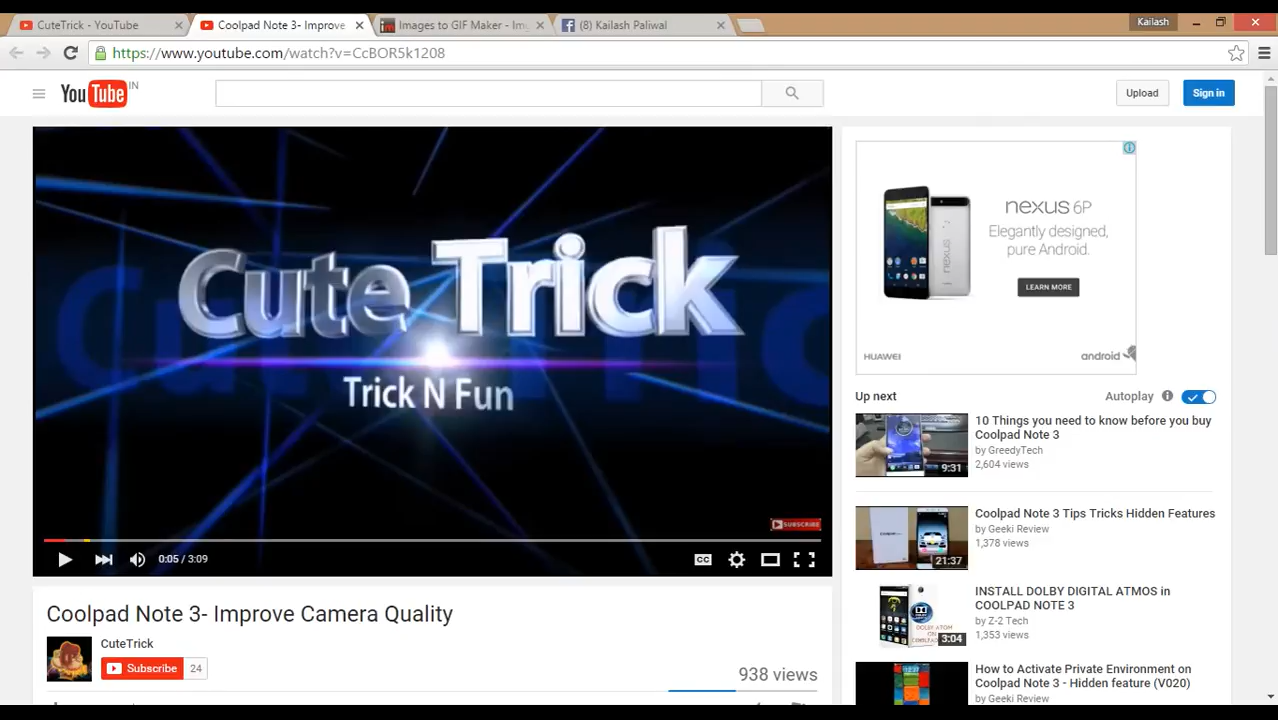 CuteTrick - YouTube
Coolpad Note 3- Improve
Images to GIF Maker - Im
(8) Kailash Paliwal
Kailash
https://www.youtube.com/watch?v=CcBOR5k1208
YouTube IN
Upload
Sign in
Cute Trick
Trick N Fun
SUBSCRIBE
0:05 / 3:09
CC
Coolpad Note 3- Improve Camera Quality
CuteTrick
Subscribe 24
938 views
nexus 6P
Elegantly designed,
pure Android.
LEARN MORE
HUAWEI
android
Up next
Autoplay
10 Things you need to know before you buy
Coolpad Note 3
by GreedyTech
2,604 views
9:31
Coolpad Note 3 Tips Tricks Hidden Features
by Geeki Review
1,378 views
21:37
INSTALL DOLBY DIGITAL ATMOS in
COOLPAD NOTE 3
by Z-2 Tech
1,353 views
3:04
How to Activate Private Environment on
Coolpad Note 3 - Hidden feature (V020)
by Geeki Review